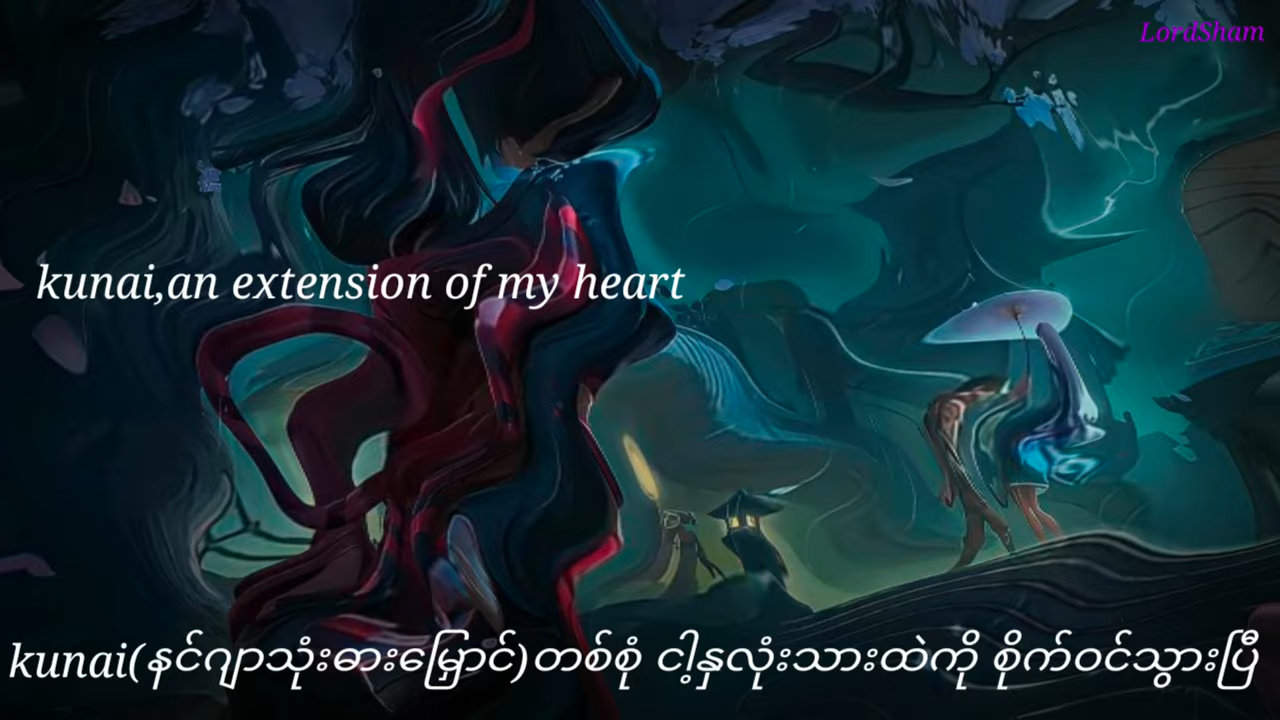 LordSham
kunai,an extension of my heart
kunai(နင်ဂျာသုံးဓားမြှောင်)တစ်စုံ ငါ့နှလုံးသားထဲကို စိုက်ဝင်သွားပြီ